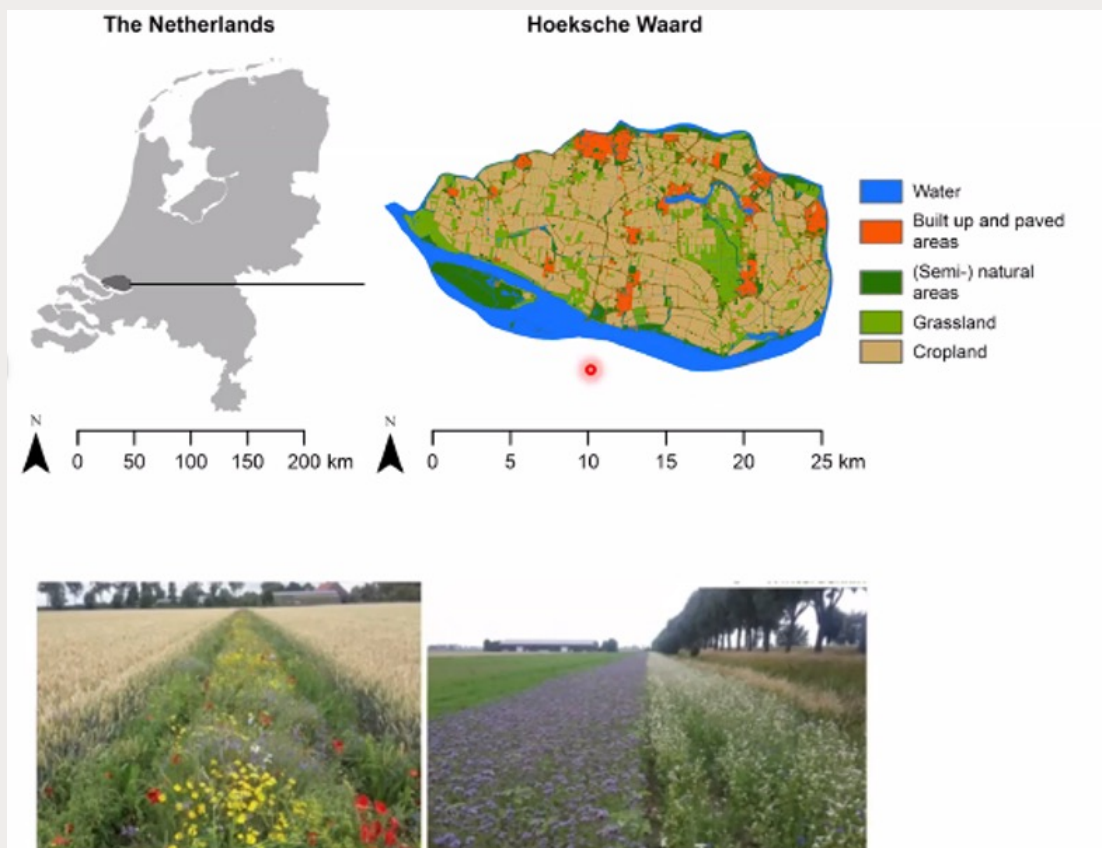 The Netherlands
Hoeksche Waard
Water
Built up and paved
areas
(Semi-) natural
areas
Grassland
Cropland
N
0 50 100 150 200 km
N
0 5 10 15 20 25 km